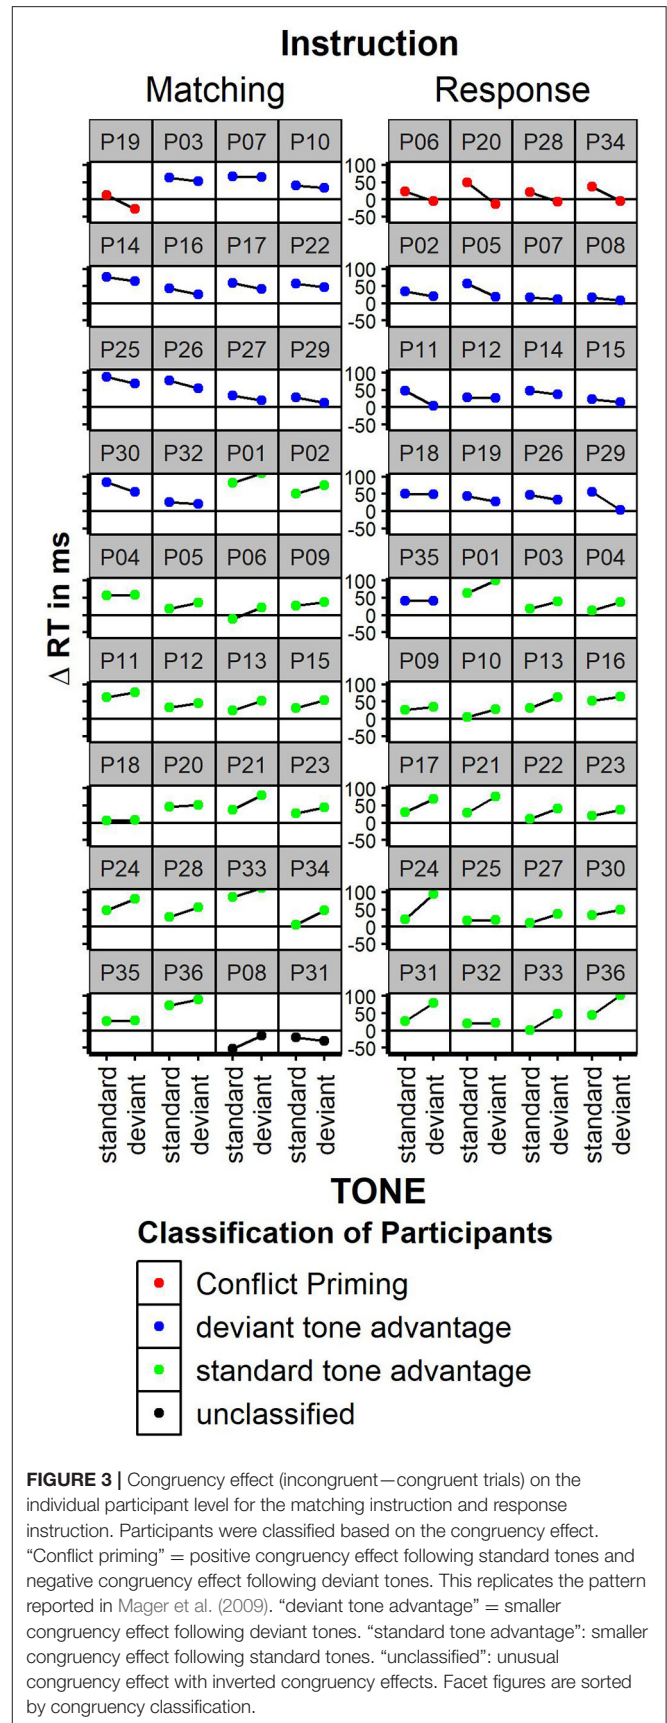 Instruction
Matching Response
P19 P03 P07 P10 P06 P20 P28 P34
100
50
0
-50
P14 P16 P17 P22 P02 P05 P07 P08
100
50
0
-50
P25 P26 P27 P29 P11 P12 P14 P15
100
50
0
-50
P30 P32 P01 P02 P18 P19 P26 P29
100
50
0
-50
P04 P05 P06 P09 P35 P01 P03 P04
100
50
0
-50
P11 P12 P13 P15 P09 P10 P13 P16
100
50
0
-50
P18 P20 P21 P23 P17 P21 P22 P23
100
50
0
-50
P24 P28 P33 P34 P24 P25 P27 P30
100
50
0
-50
P35 P36 P08 P31 P31 P32 P33 P36
100
50
0
-50
Δ RT in ms
standard deviant standard deviant standard deviant standard deviant standard deviant standard deviant standard deviant standard deviant
TONE
Classification of Participants
Conflict Priming
deviant tone advantage
standard tone advantage
unclassified
FIGURE 3 | Congruency effect (incongruent—congruent trials) on the
individual participant level for the matching instruction and response
instruction. Participants were classified based on the congruency effect.
“Conflict priming” = positive congruency effect following standard tones and
negative congruency effect following deviant tones. This replicates the pattern
reported in Mager et al. (2009). “deviant tone advantage” = smaller
congruency effect following deviant tones. “standard tone advantage”: smaller
congruency effect following standard tones. “unclassified”: unusual
congruency effect with inverted congruency effects. Facet figures are sorted
by congruency classification.